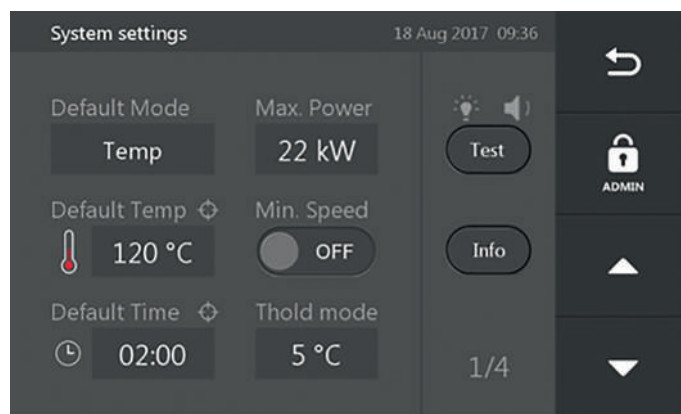 System settings 18 Aug 2017 09:36
Default Mode Max. Power
Temp 22 kW Test
ADMIN
Default Temp Min. Speed
120 °C OFF Info
Default Time Thold mode
02:00 5 °C 1/4